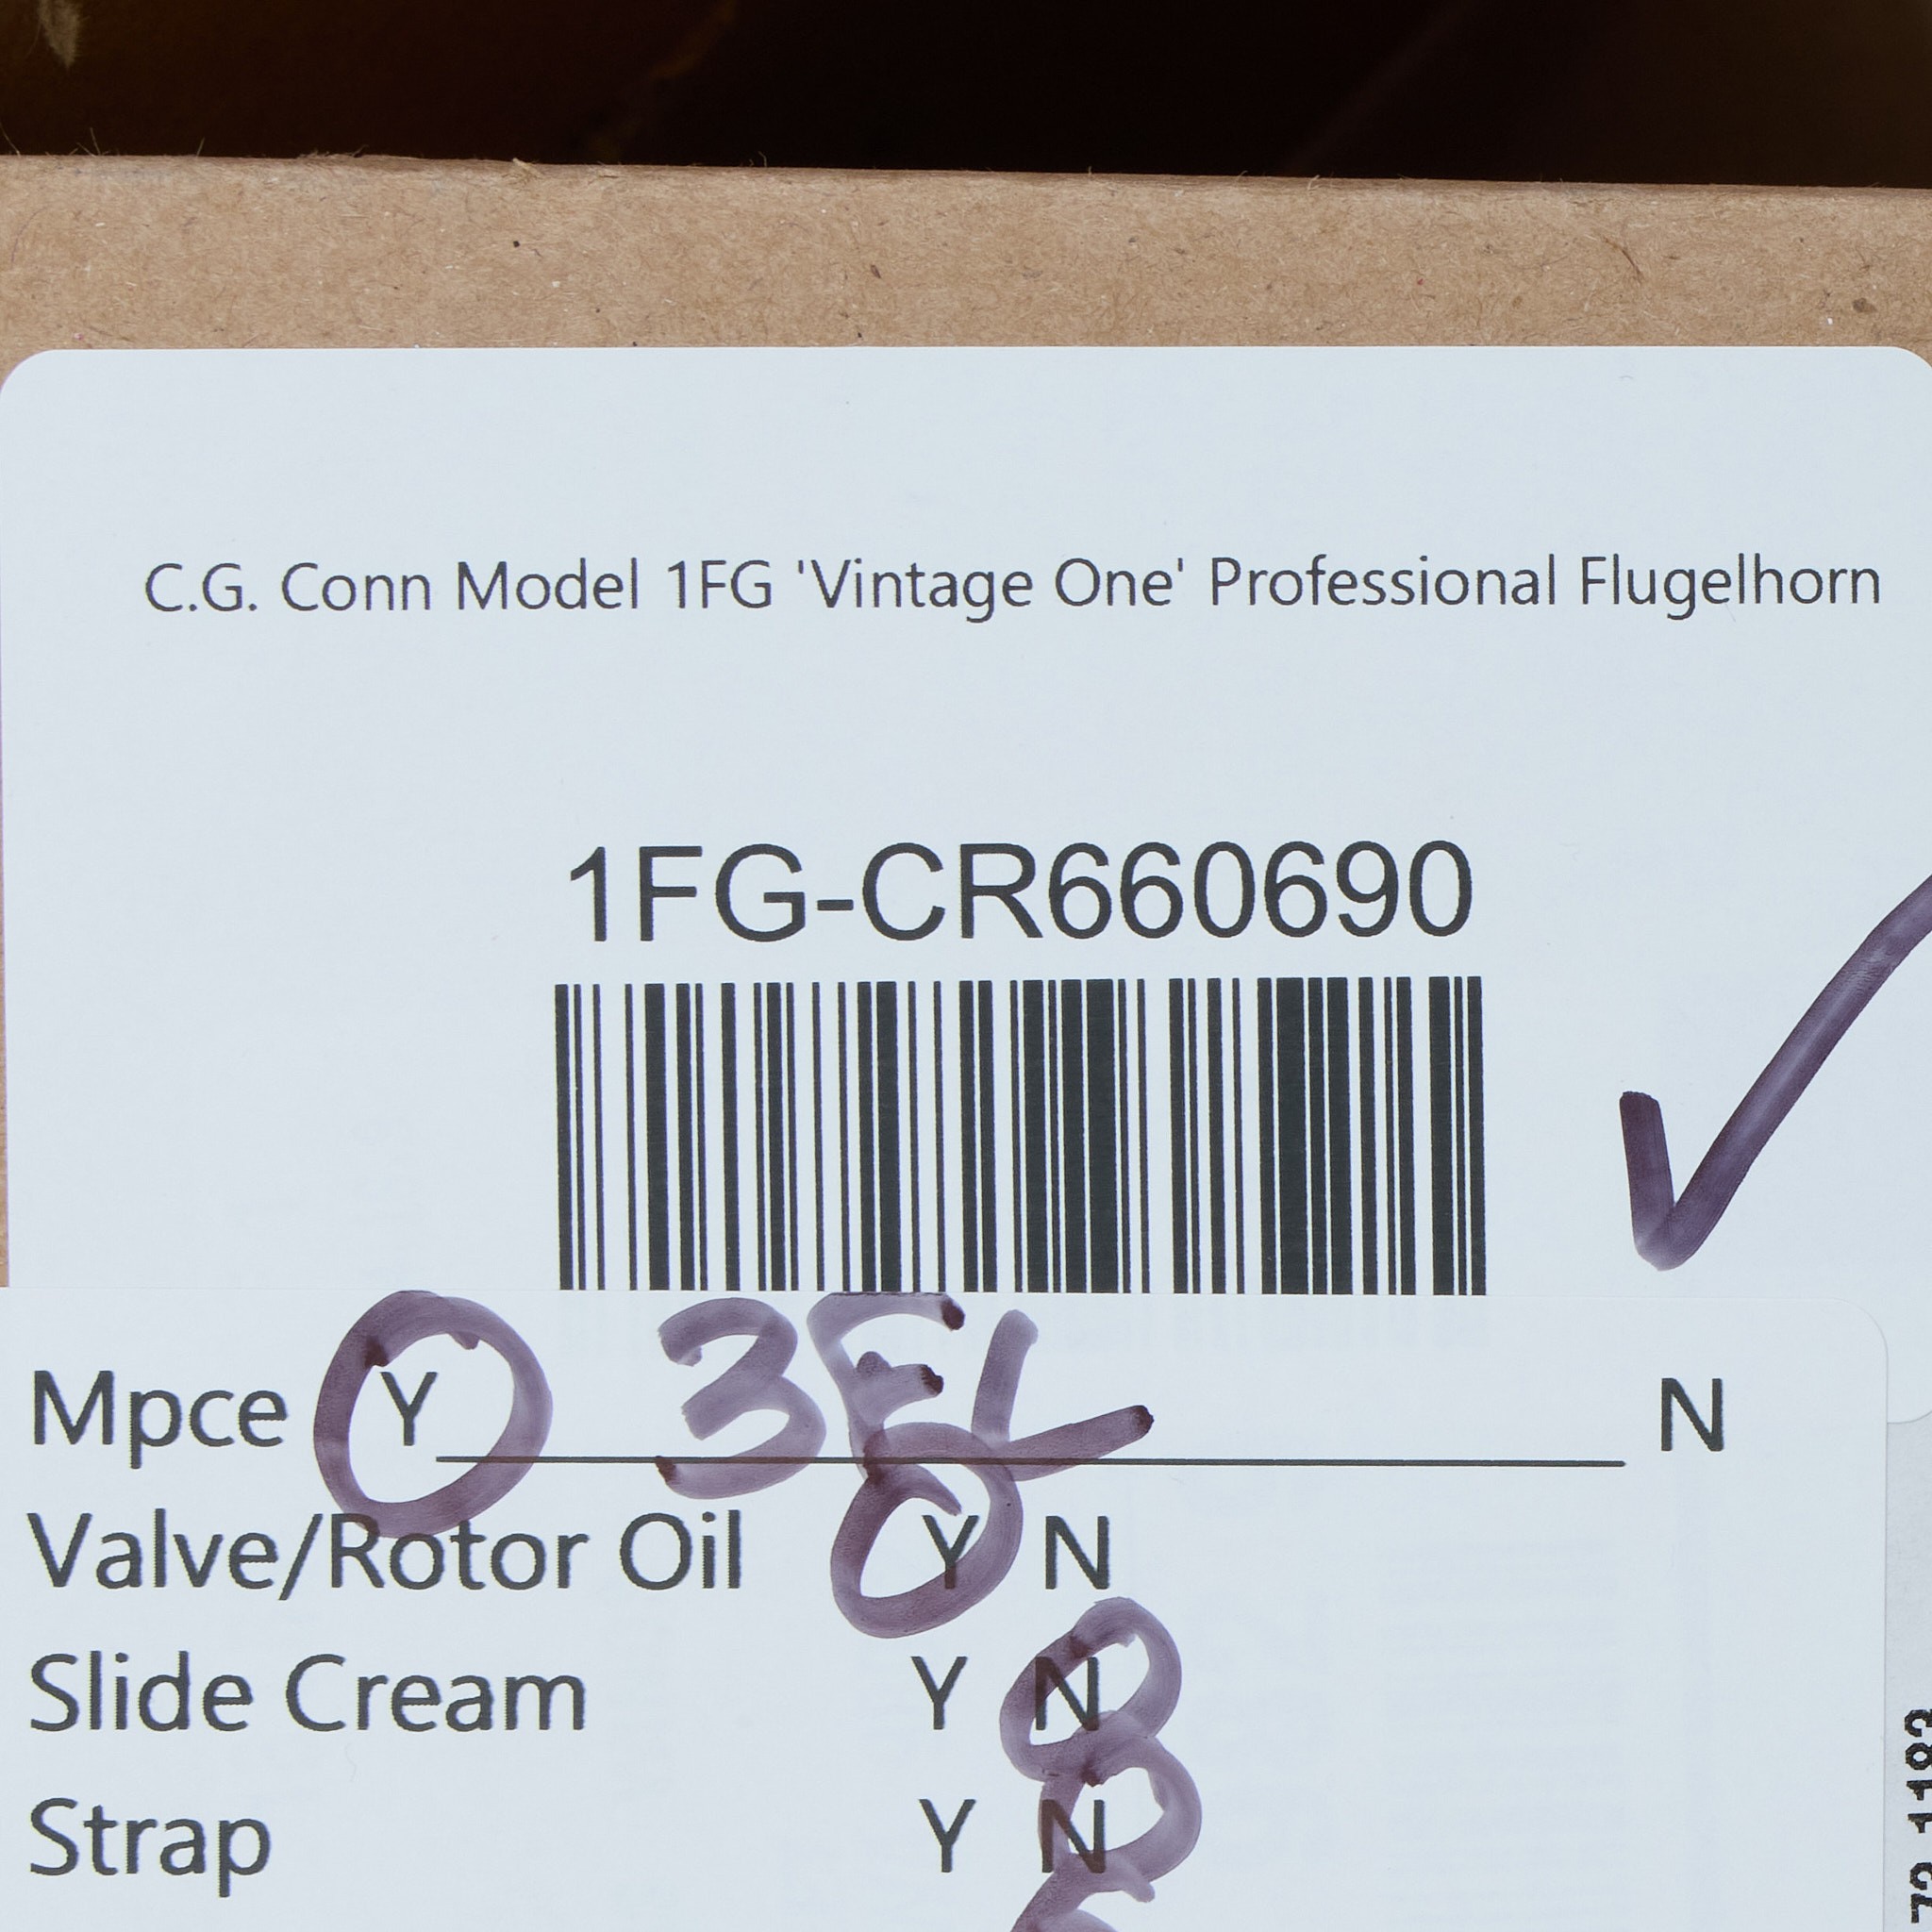 C.G. Conn Model 1FG 'Vintage One' Professional Flugelhorn
1FG-CR660690
Mpce Y 3FL N
Valve/Rotor Oil Y N
Slide Cream Y N
Strap Y N